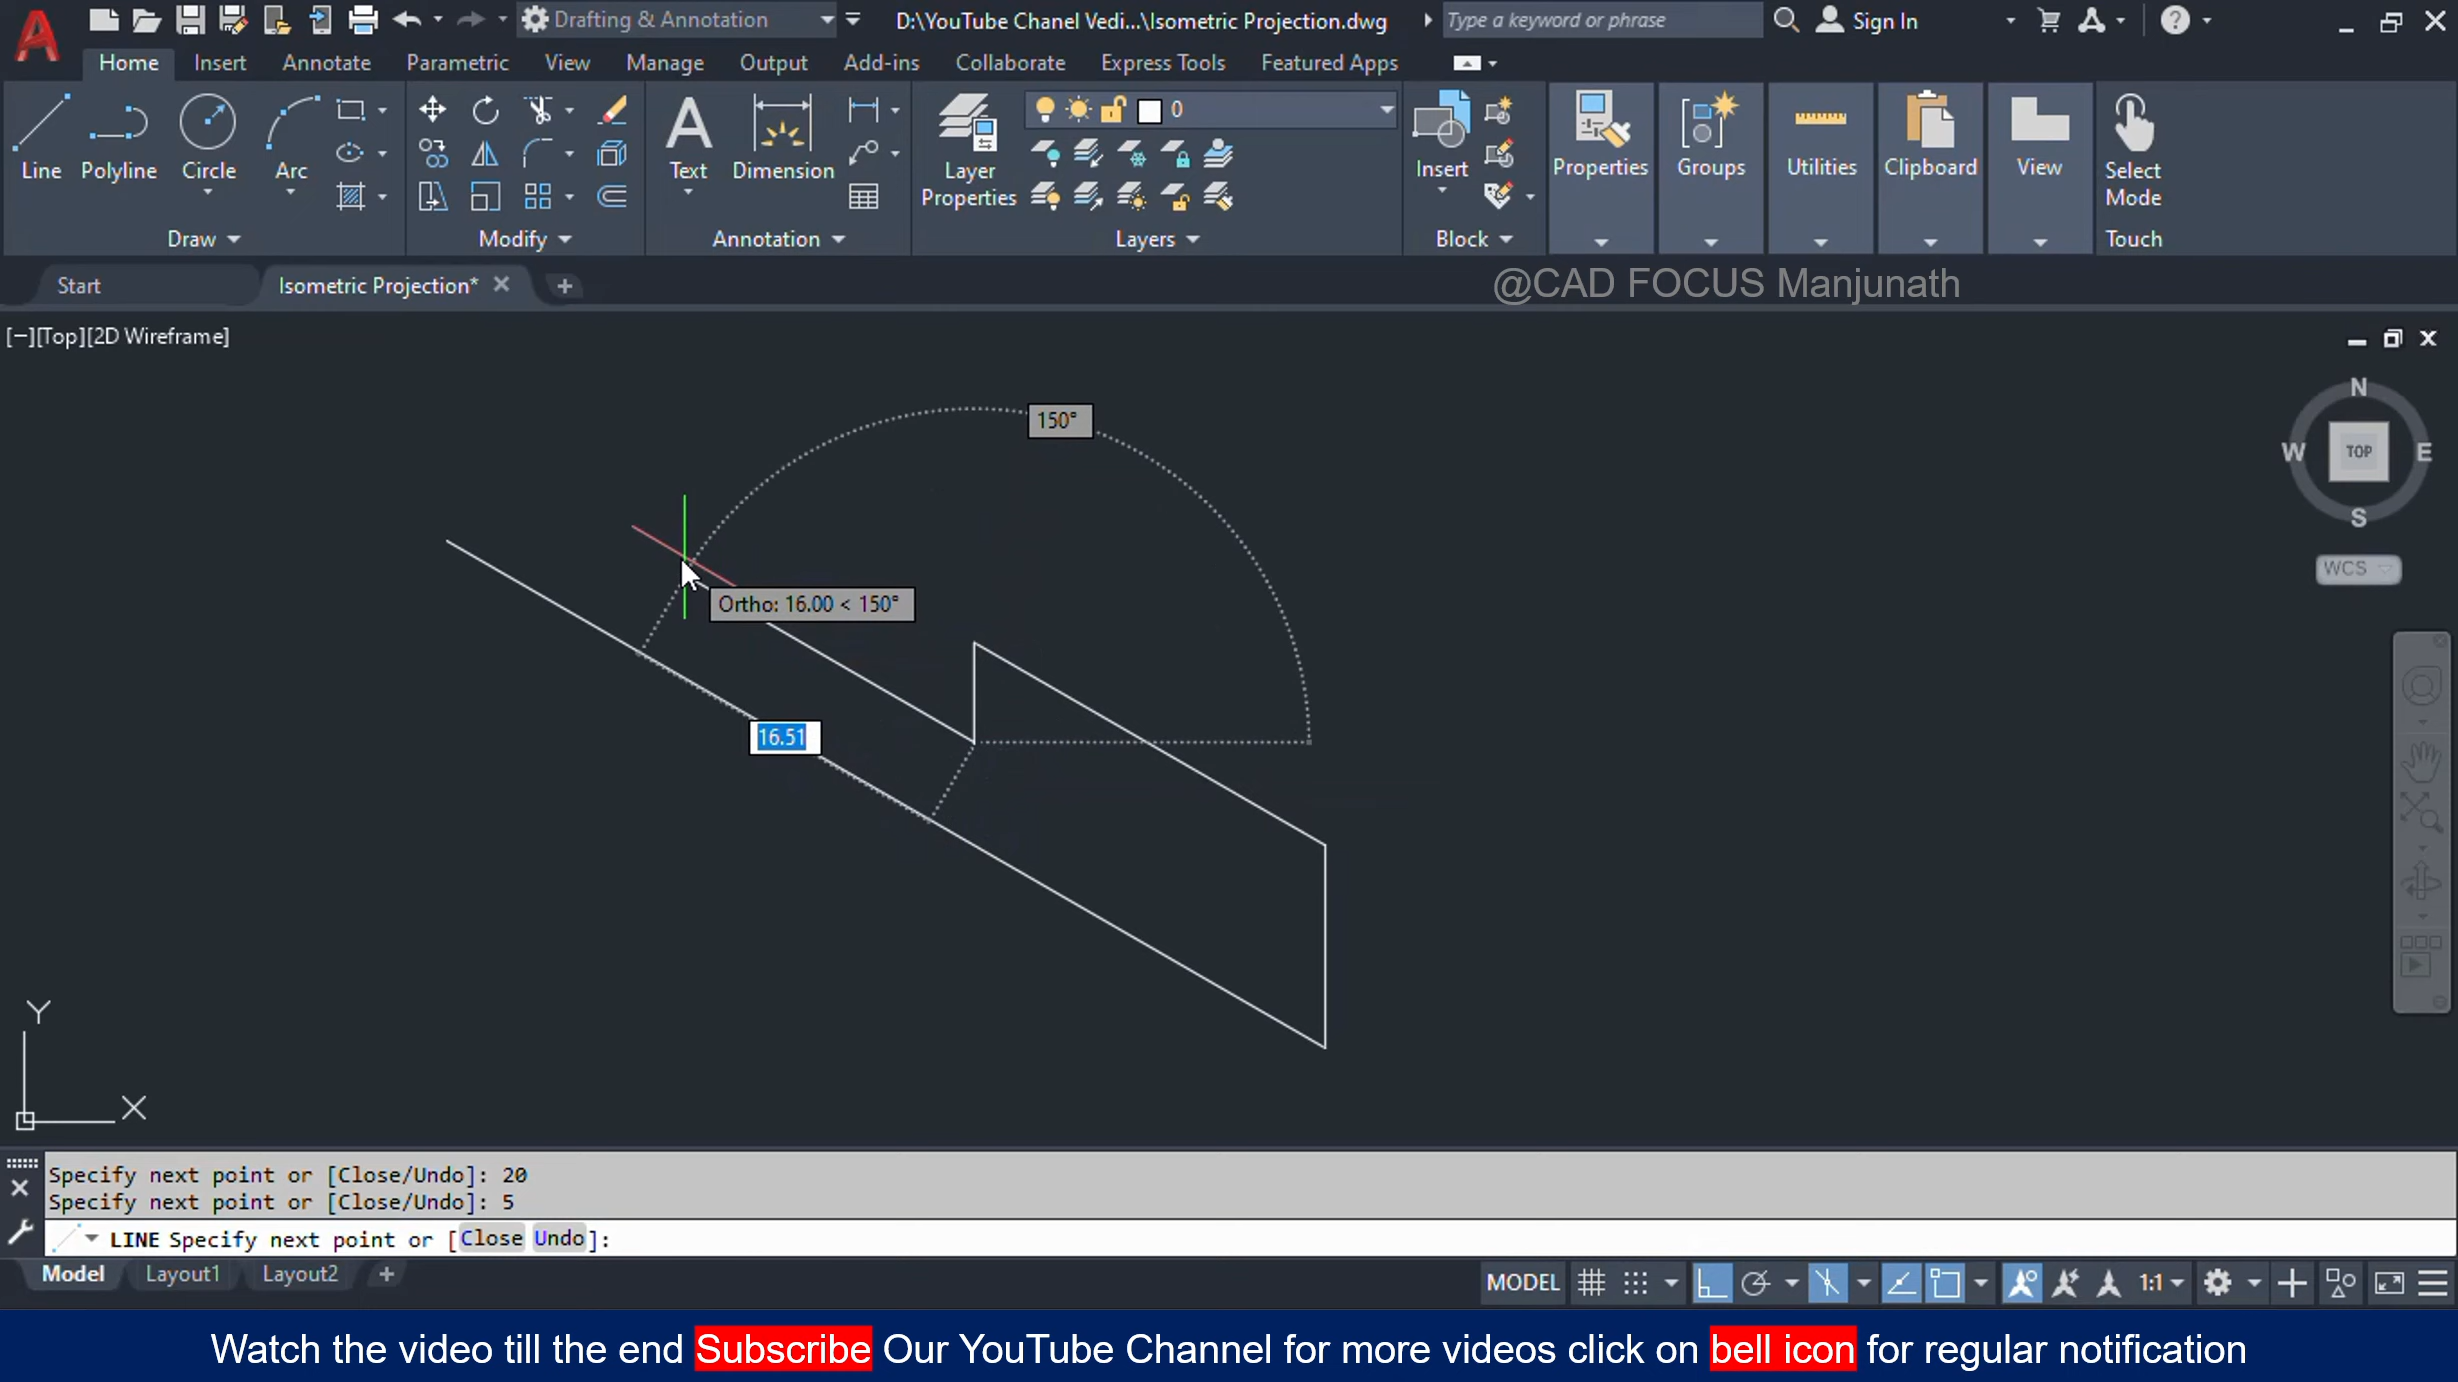 Drafting & Annotation
D:\YouTube Chanel Vedi...\Isometric Projection.dwg
Type a keyword or phrase
Sign In
Home Insert Annotate Parametric View Manage Output Add-ins Collaborate Express Tools Featured Apps
0
Line Polyline Circle Arc
Text Dimension
Layer Properties
Insert
Properties Groups Utilities Clipboard View
Select Mode
Draw Modify Annotation Layers Block Touch
Start Isometric Projection*
@CAD FOCUS Manjunath
[−][Top][2D Wireframe]
N
W TOP E
S
WCS
150°
Ortho: 16.00 < 150°
16.51
Y
X
Specify next point or [Close/Undo]: 20
Specify next point or [Close/Undo]: 5
LINE Specify next point or [Close Undo]:
Model Layout1 Layout2
MODEL 1:1
Watch the video till the end Subscribe Our YouTube Channel for more videos click on bell icon for regular notification